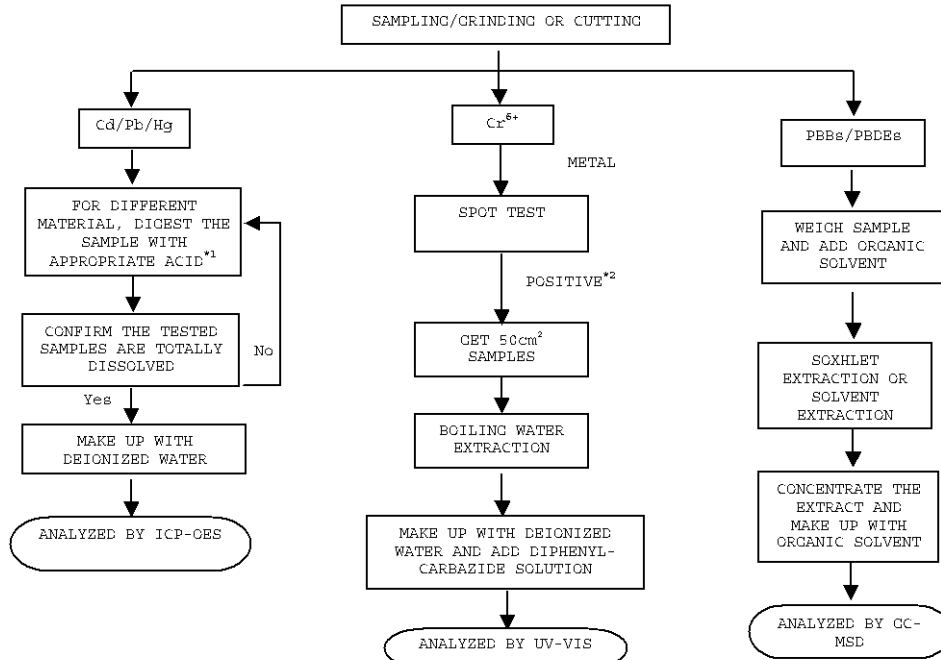 SAMPLING/GRINDING OR CUTTING
Cd/Pb/Hg
FOR DIFFERENT
MATERIAL, DIGEST THE
SAMPLE WITH
APPROPRIATE ACID*1
CONFIRM THE TESTED
SAMPLES ARE TOTALLY
DISSOLVED
No
Yes
MAKE UP WITH
DEIONIZED WATER
ANALYZED BY ICP-OES
Cr6+
METAL
SPOT TEST
POSITIVE*2
GET 50cm2
SAMPLES
BOILING WATER
EXTRACTION
MAKE UP WITH DEIONIZED
WATER AND ADD DIPHENYL-
CARBAZIDE SOLUTION
ANALYZED BY UV-VIS
PBBs/PBDEs
WEIGH SAMPLE
AND ADD ORGANIC
SOLVENT
SOXHLET
EXTRACTION OR
SOLVENT
EXTRACTION
CONCENTRATE THE
EXTRACT AND
MAKE UP WITH
ORGANIC SOLVENT
ANALYZED BY GC-
MSD